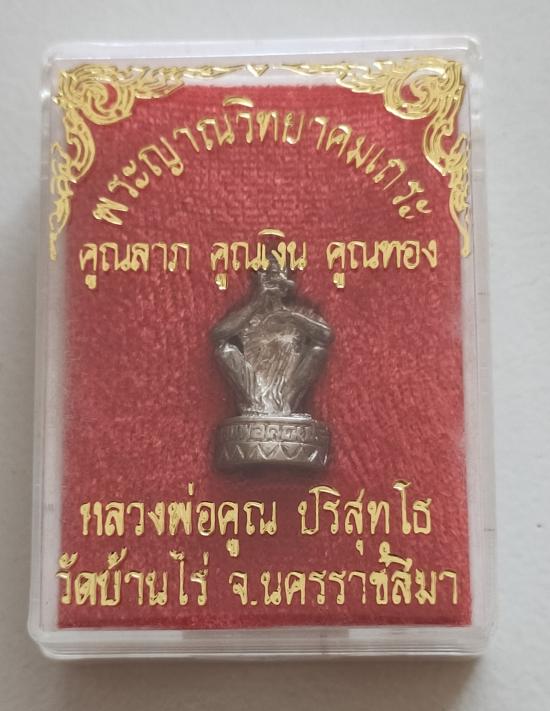 พระญาณวิทยาคมเถระ
คูณลาภ คูณเงิน คูณทอง
หลวงพ่อคูณ ปริสุทฺโธ
วัดบ้านไร่ จ.นครราชสีมา